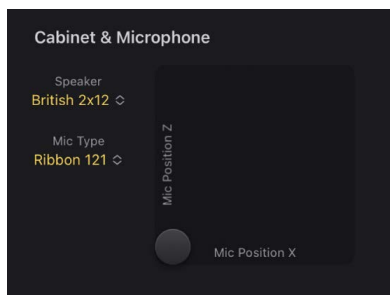 Cabinet & Microphone
Speaker
British 2x12
Mic Type
Ribbon 121
Mic Position Z
Mic Position X